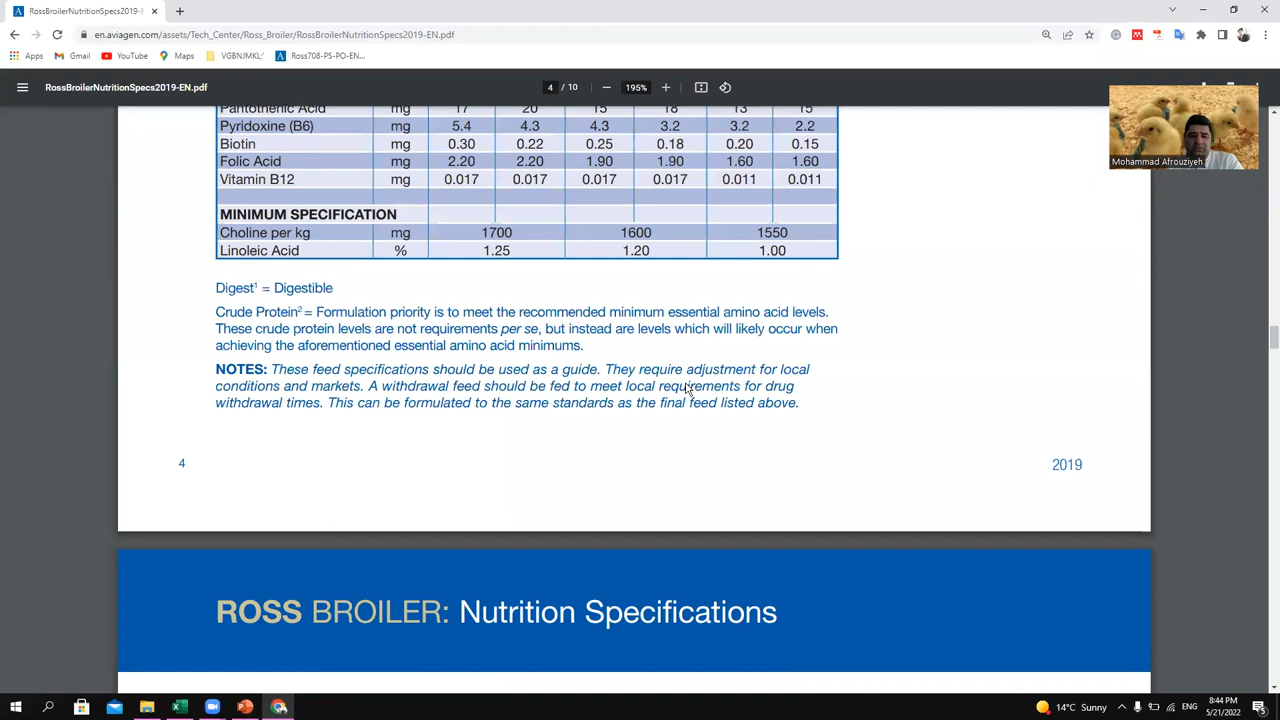 RossBroilerNutritionSpecs2019-E
en.aviagen.com/assets/Tech_Center/Ross_Broiler/RossBroilerNutritionSpecs2019-EN.pdf
Apps Gmail YouTube Maps VGBNJMKL;' Ross708-PS-PO-EN...
RossBroilerNutritionSpecs2019-EN.pdf 4 / 10 195%
Pantothenic Acid mg 17 20 15 18 13 15
Pyridoxine (B6) mg 5.4 4.3 4.3 3.2 3.2 2.2
Biotin mg 0.30 0.22 0.25 0.18 0.20 0.15
Folic Acid mg 2.20 2.20 1.90 1.90 1.60 1.60
Vitamin B12 mg 0.017 0.017 0.017 0.017 0.011 0.011
MINIMUM SPECIFICATION
Choline per kg mg 1700 1600 1550
Linoleic Acid % 1.25 1.20 1.00
Mohammad Afrouziyeh
Digest¹ = Digestible
Crude Protein² = Formulation priority is to meet the recommended minimum essential amino acid levels.
These crude protein levels are not requirements per se, but instead are levels which will likely occur when
achieving the aforementioned essential amino acid minimums.
NOTES: These feed specifications should be used as a guide. They require adjustment for local
conditions and markets. A withdrawal feed should be fed to meet local requirements for drug
withdrawal times. This can be formulated to the same standards as the final feed listed above.
4 2019
ROSS BROILER: Nutrition Specifications
14°C Sunny ENG 8:44 PM
5/21/2022